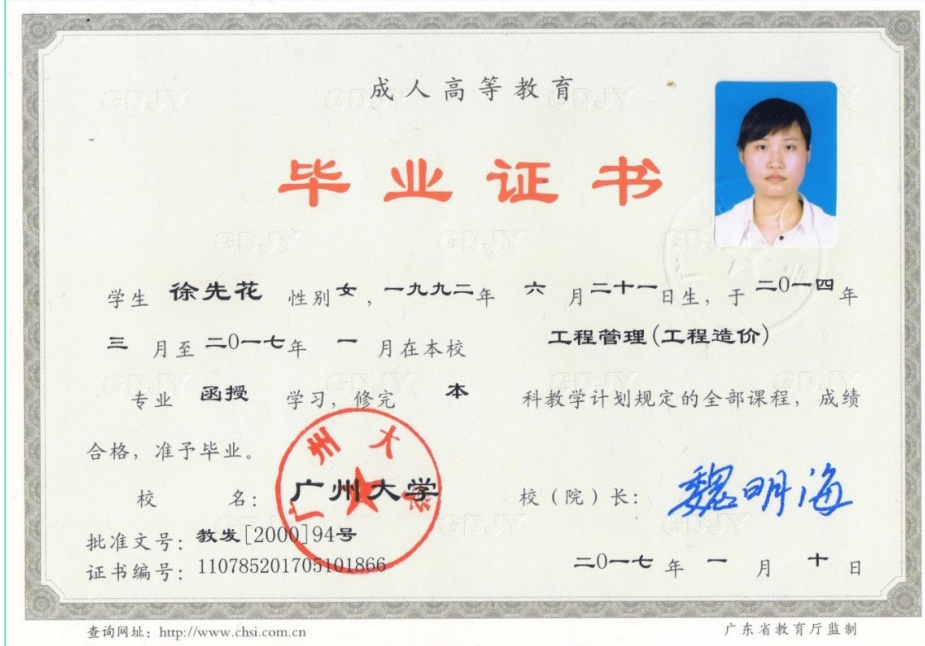 成人高等教育
毕业证书
学生 徐先花 性别 女 ，一九九二年 六 月二十一日生，于 二0一四年
三 月至 二0一七年 一 月在本校 工程管理(工程造价)
专业 函授 学习，修完 本 科教学计划规定的全部课程，成绩
合格，准予毕业。
校 名：广州大学 校（院）长：魏明海
广州大学
批准文号：教发[2000]94号
证书编号：110785201705101866 二0一七 年 一 月 十 日
查询网址：http://www.chsi.com.cn 广东省教育厅监制